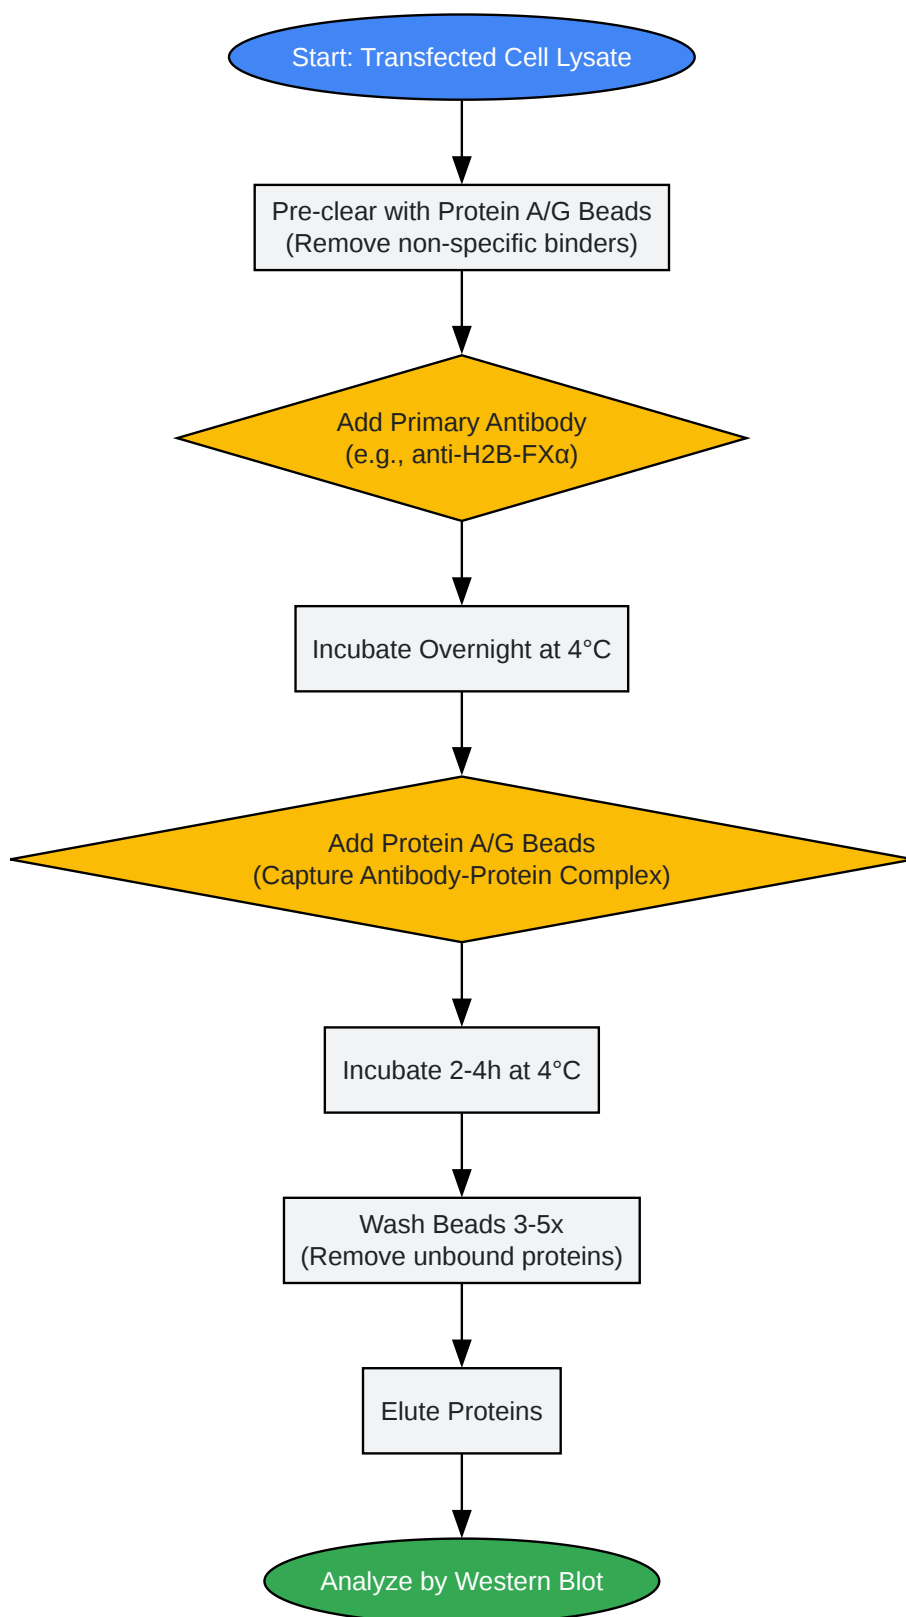 Start: Transfected Cell Lysate
Pre-clear with Protein A/G Beads
(Remove non-specific binders)
Add Primary Antibody
(e.g., anti-H2B-FXα)
Incubate Overnight at 4°C
Add Protein A/G Beads
(Capture Antibody-Protein Complex)
Incubate 2-4h at 4°C
Wash Beads 3-5x
(Remove unbound proteins)
Elute Proteins
Analyze by Western Blot